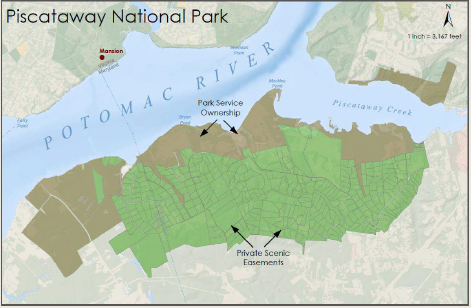 Piscataway National Park
N
1 inch = 3,167 feet
Mansion
POTOMAC RIVER
Piscataway Creek
Park Service
Ownership
Private Scenic
Easements